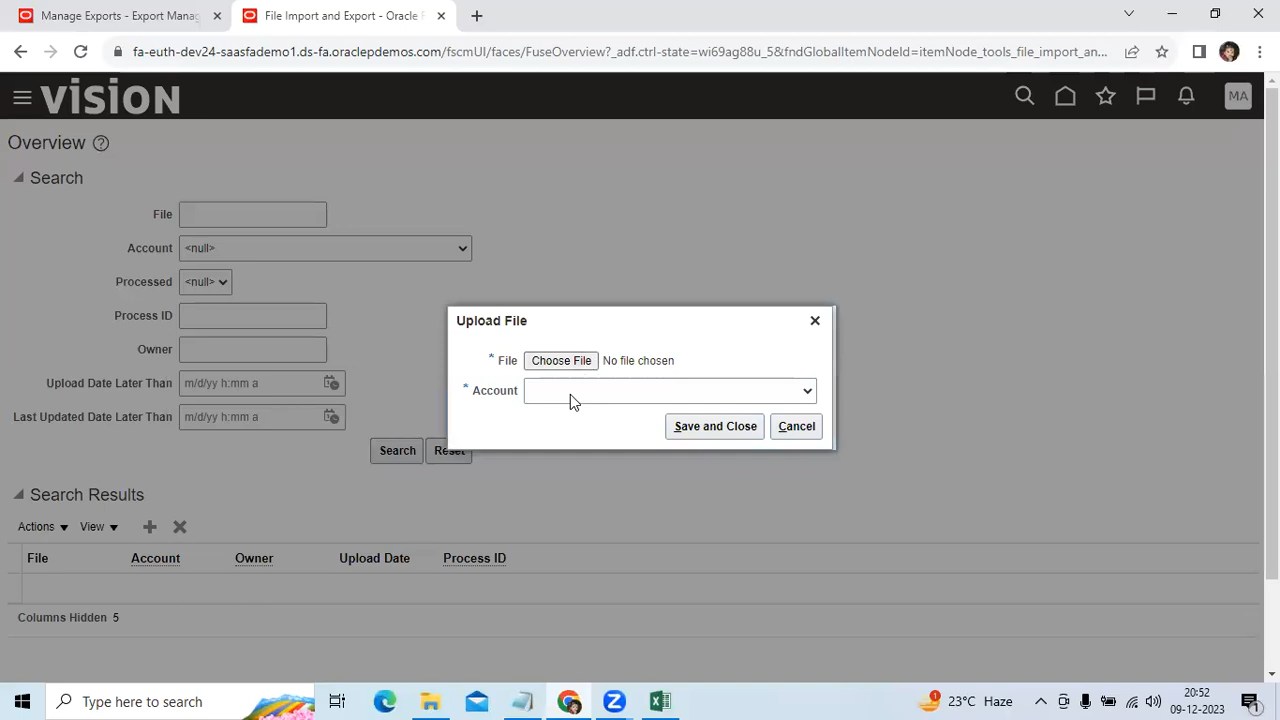 Manage Exports - Export Manag
File Import and Export - Oracle F
fa-euth-dev24-saasfademo1.ds-fa.oraclepdemos.com/fscmUI/faces/FuseOverview?_adf.ctrl-state=wi69ag88u_5&fndGlobalItemNodeId=itemNode_tools_file_import_an...
vision
MA
Overview
Search
File
Account <null>
Processed <null>
Process ID
Owner
Upload Date Later Than m/d/yy h:mm a
Last Updated Date Later Than m/d/yy h:mm a
Search Reset
Upload File
* File Choose File No file chosen
* Account
Save and Close Cancel
Search Results
Actions View
File Account Owner Upload Date Process ID
Columns Hidden 5
Type here to search
1
23°C Haze
20:52
09-12-2023
1